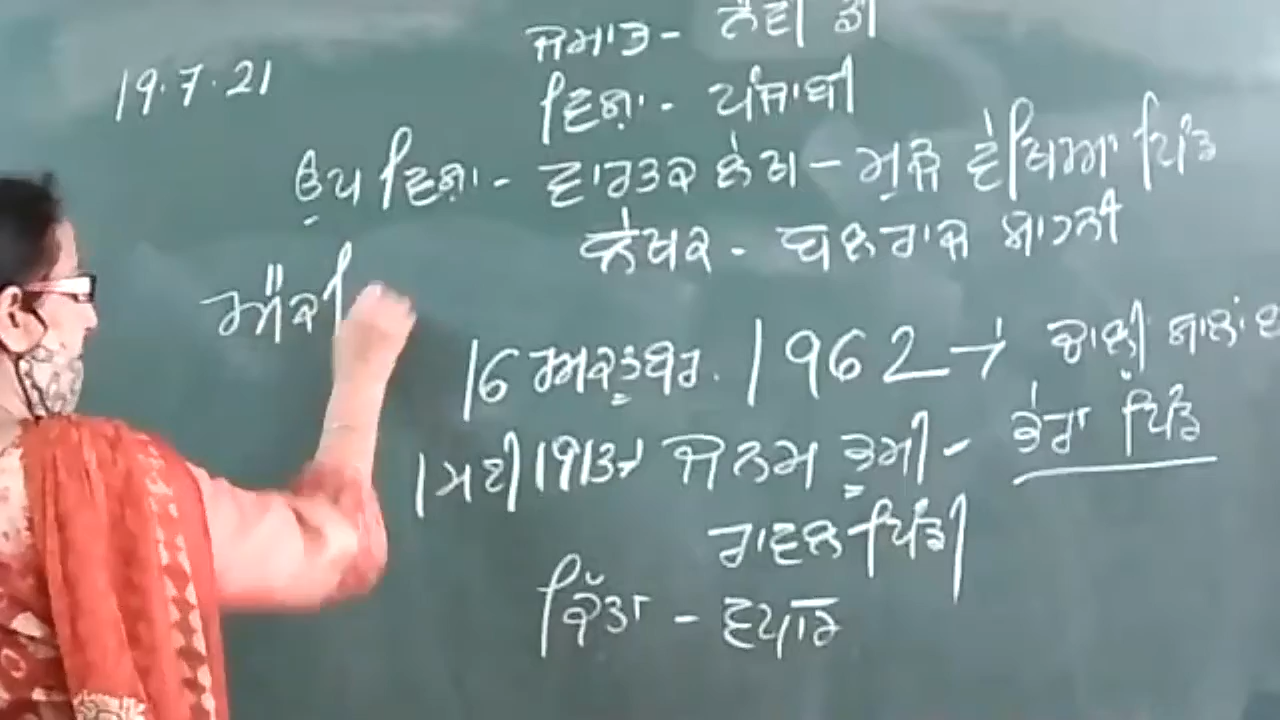 ਜਮਾਤ - ਨੌਵੀਂ ਡੀ
19.7.21
ਵਿਸ਼ਾ - ਪੰਜਾਬੀ
ਉਪ ਵਿਸ਼ਾ - ਵਾਰਤਕ ਲੇਖ - ਮੁੜ ਵੇਖਿਆ ਪਿੰਡ
ਲੇਖਕ - ਬਲਰਾਜ ਸਾਹਨੀ
16 ਅਕਤੂਬਰ. 1962 → ਸਾਲਾਂ
1 ਮਈ 1913 → ਜਨਮ ਭੂਮੀ - ਭੇਰਾ ਪਿੰਡ
ਰਾਵਲਪਿੰਡੀ
ਕਿੱਤਾ - ਵਪਾਰ